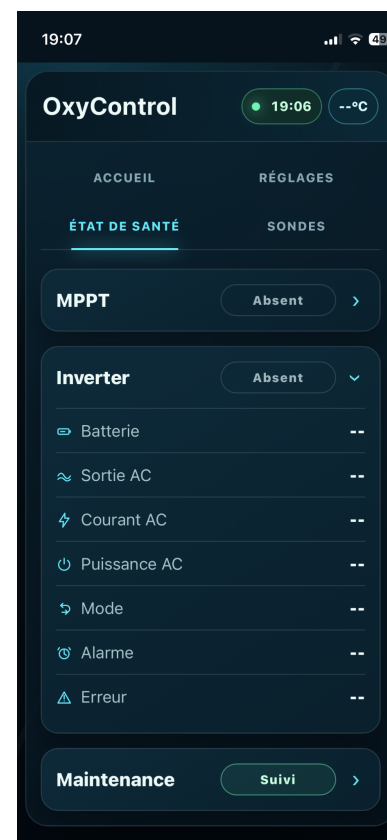 19:07
49
OxyControl
19:06
--°C
ACCUEIL
RÉGLAGES
ÉTAT DE SANTÉ
SONDES
MPPT
Absent
Inverter
Absent
Batterie
--
Sortie AC
--
Courant AC
--
Puissance AC
--
Mode
--
Alarme
--
Erreur
--
Maintenance
Suivi